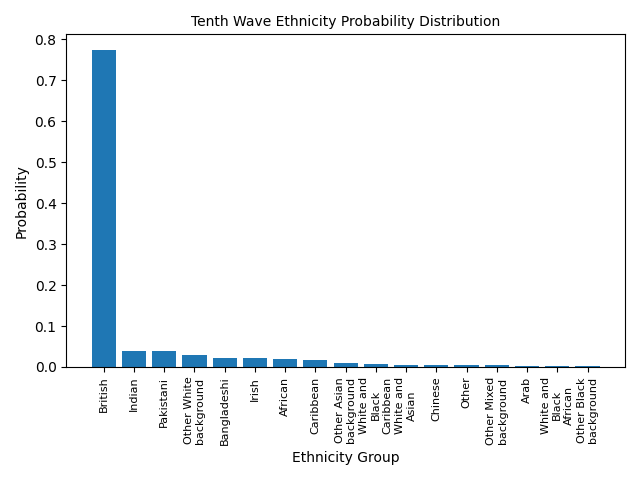 Tenth Wave Ethnicity Probability Distribution
0.8
0.7
0.6
0.5
0.4
0.3
0.2
0.1
0.0
Probability
British
Indian
Pakistani
Other White
background
Bangladeshi
Irish
African
Caribbean
Other Asian
background
White and
Black
Caribbean
White and
Asian
Chinese
Other
Other Mixed
background
Arab
White and
Black
African
Other Black
background
Ethnicity Group